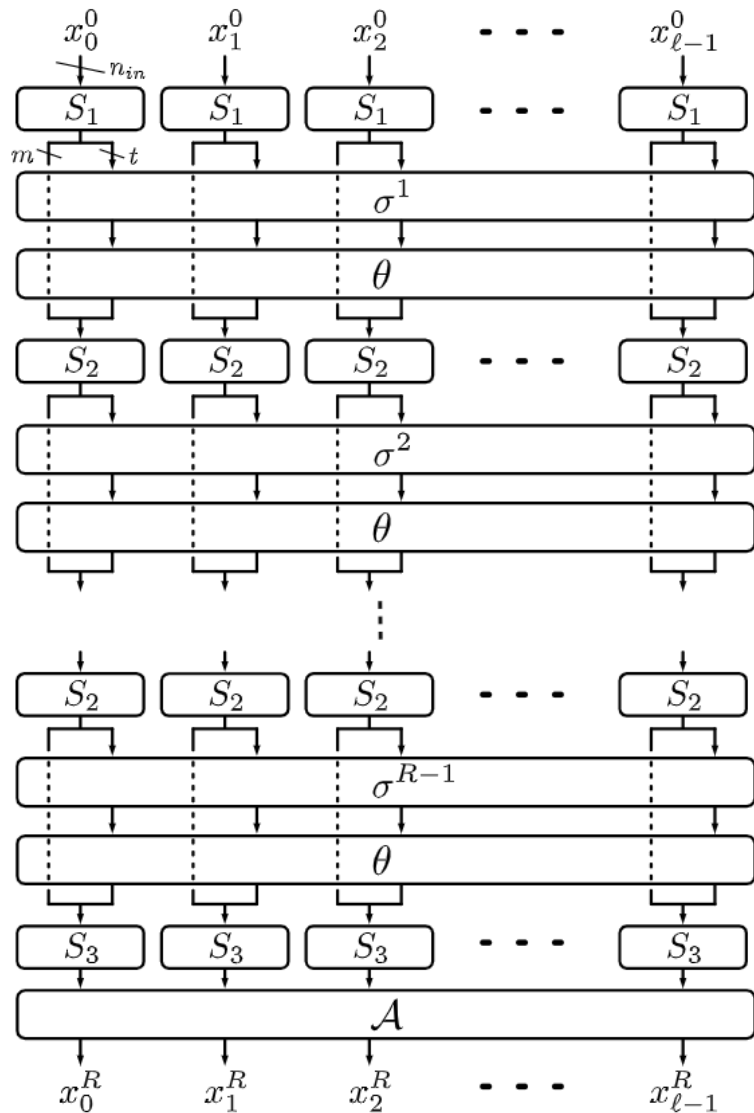 x_0^0 x_1^0 x_2^0 - - - x_{ℓ−1}^0
n_{in}
S_1 S_1 S_1 - - - S_1
m t
σ^1
θ
S_2 S_2 S_2 - - - S_2
σ^2
θ
⋮
S_2 S_2 S_2 - - - S_2
σ^{R−1}
θ
S_3 S_3 S_3 - - - S_3
𝒜
x_0^R x_1^R x_2^R - - - x_{ℓ−1}^R